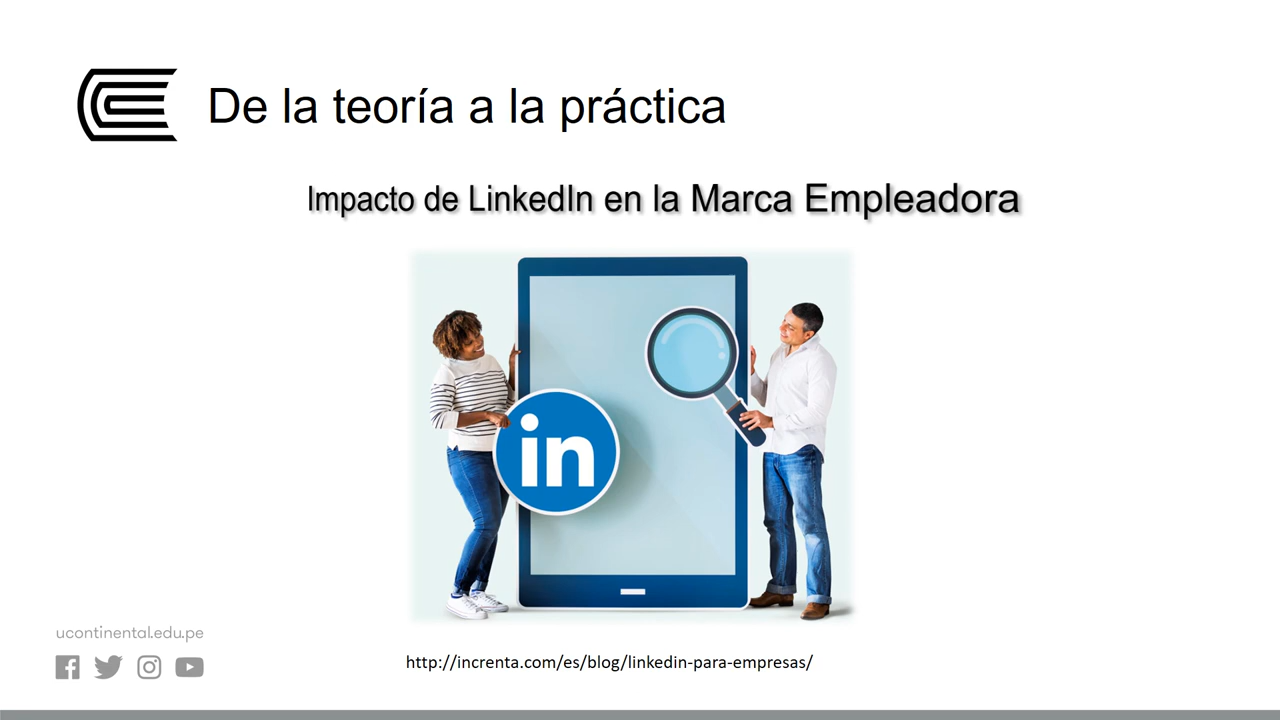 De la teoría a la práctica
Impacto de LinkedIn en la Marca Empleadora
in
ucontinental.edu.pe
http://increnta.com/es/blog/linkedin-para-empresas/